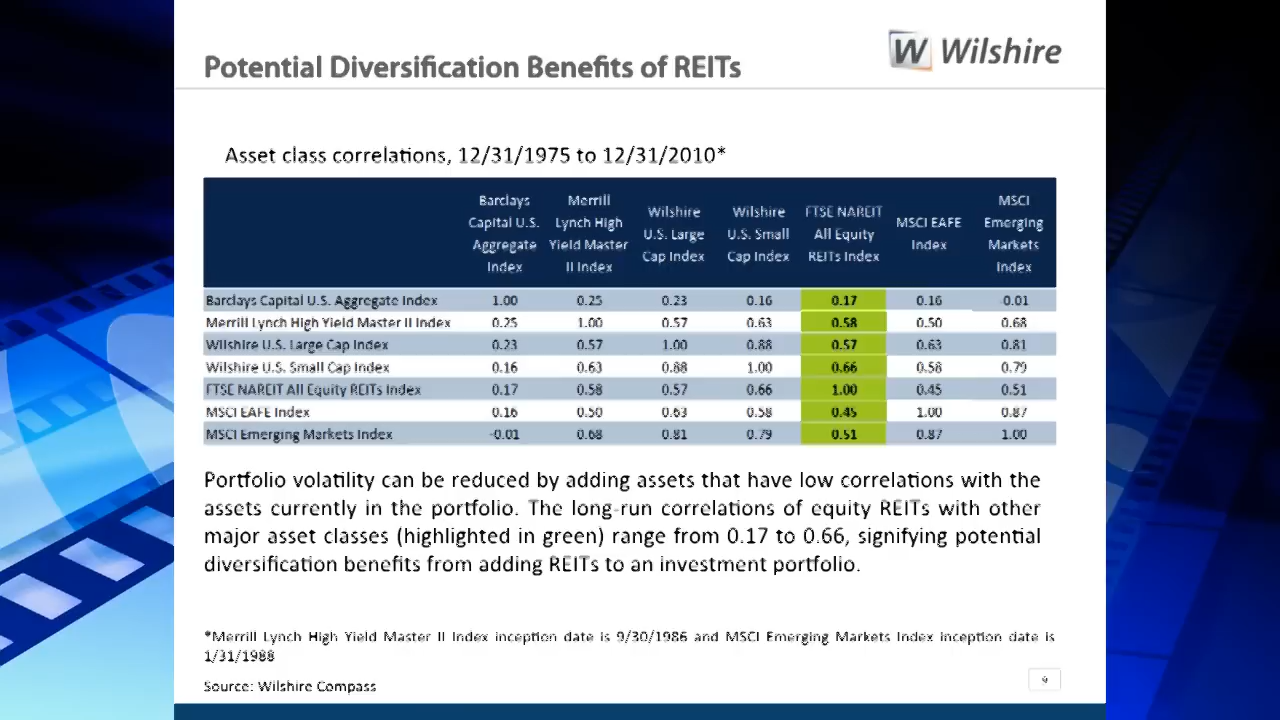 Potential Diversification Benefits of REITs
W Wilshire
Asset class correlations, 12/31/1975 to 12/31/2010*
Barclays Capital U.S. Aggregate Index
Merrill Lynch High Yield Master II Index
Wilshire U.S. Large Cap Index
Wilshire U.S. Small Cap Index
FTSE NAREIT All Equity REITs Index
MSCI EAFE Index
MSCI Emerging Markets Index
Barclays Capital U.S. Aggregate Index 1.00 0.25 0.23 0.16 0.17 0.16 -0.01
Merrill Lynch High Yield Master II Index 0.25 1.00 0.57 0.63 0.58 0.50 0.68
Wilshire U.S. Large Cap Index 0.23 0.57 1.00 0.88 0.57 0.63 0.81
Wilshire U.S. Small Cap Index 0.16 0.63 0.88 1.00 0.66 0.58 0.79
FTSE NAREIT All Equity REITs Index 0.17 0.58 0.57 0.66 1.00 0.45 0.51
MSCI EAFE Index 0.16 0.50 0.63 0.58 0.45 1.00 0.87
MSCI Emerging Markets Index -0.01 0.68 0.81 0.79 0.51 0.87 1.00
Portfolio volatility can be reduced by adding assets that have low correlations with the
assets currently in the portfolio. The long-run correlations of equity REITs with other
major asset classes (highlighted in green) range from 0.17 to 0.66, signifying potential
diversification benefits from adding REITs to an investment portfolio.
*Merrill Lynch High Yield Master II Index inception date is 9/30/1986 and MSCI Emerging Markets Index inception date is
1/31/1988
Source: Wilshire Compass
9